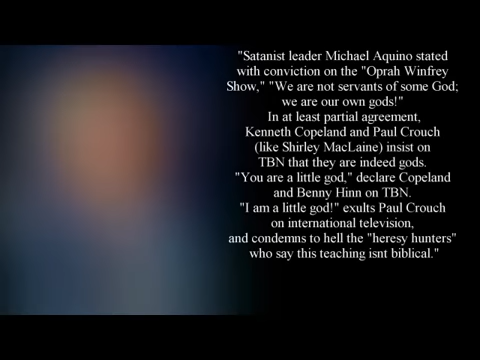 "Satanist leader Michael Aquino stated
with conviction on the "Oprah Winfrey
Show," "We are not servants of some God;
we are our own gods!"
In at least partial agreement,
Kenneth Copeland and Paul Crouch
(like Shirley MacLaine) insist on
TBN that they are indeed gods.
"You are a little god," declare Copeland
and Benny Hinn on TBN.
"I am a little god!" exults Paul Crouch
on international television,
and condemns to hell the "heresy hunters"
who say this teaching isnt biblical."